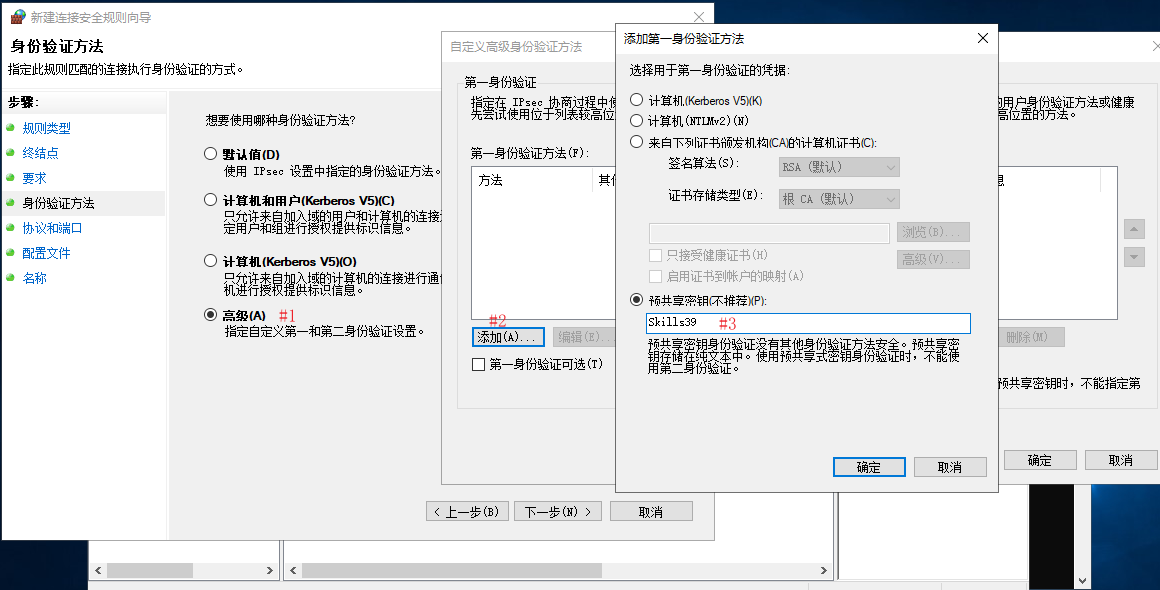 新建连接安全规则向导
身份验证方法
指定此规则匹配的连接执行身份验证的方式。
步骤:
规则类型
终结点
要求
身份验证方法
协议和端口
配置文件
名称
想要使用哪种身份验证方法?
默认值(D)
使用 IPsec 设置中指定的身份验证方法。
计算机和用户(Kerberos V5)(C)
只允许来自加入域的用户和计算机的连接
定用户和组进行授权提供标识信息。
计算机(Kerberos V5)(O)
只允许来自加入域的计算机的连接进行通
机进行授权提供标识信息。
高级(A) #1
指定自定义第一和第二身份验证设置。
< 上一步(B)
下一步(N) >
取消
自定义高级身份验证方法
第一身份验证
指定在 IPsec 协商过程中使
先尝试使用位于列表较高位
第一身份验证方法(F):
方法
其他
#2
添加(A)...
编辑(E)...
第一身份验证可选(T)
添加第一身份验证方法
选择用于第一身份验证的凭据:
计算机(Kerberos V5)(K)
计算机(NTLMv2)(N)
来自下列证书颁发机构(CA)的计算机证书(C):
签名算法(S):
RSA (默认)
证书存储类型(E):
根 CA (默认)
浏览(B)...
只接受健康证书(H)
高级(V)...
启用证书到帐户的映射(A)
预共享密钥(不推荐)(P):
Skills39 #3
预共享密钥身份验证没有其他身份验证方法安全。预共享密
钥存储在纯文本中。使用预共享式密钥身份验证时，不能使
用第二身份验证。
确定
取消
的用户身份验证方法或健康
高位置的方法。
息
删除(M)
预共享密钥时，不能指定第
确定
取消